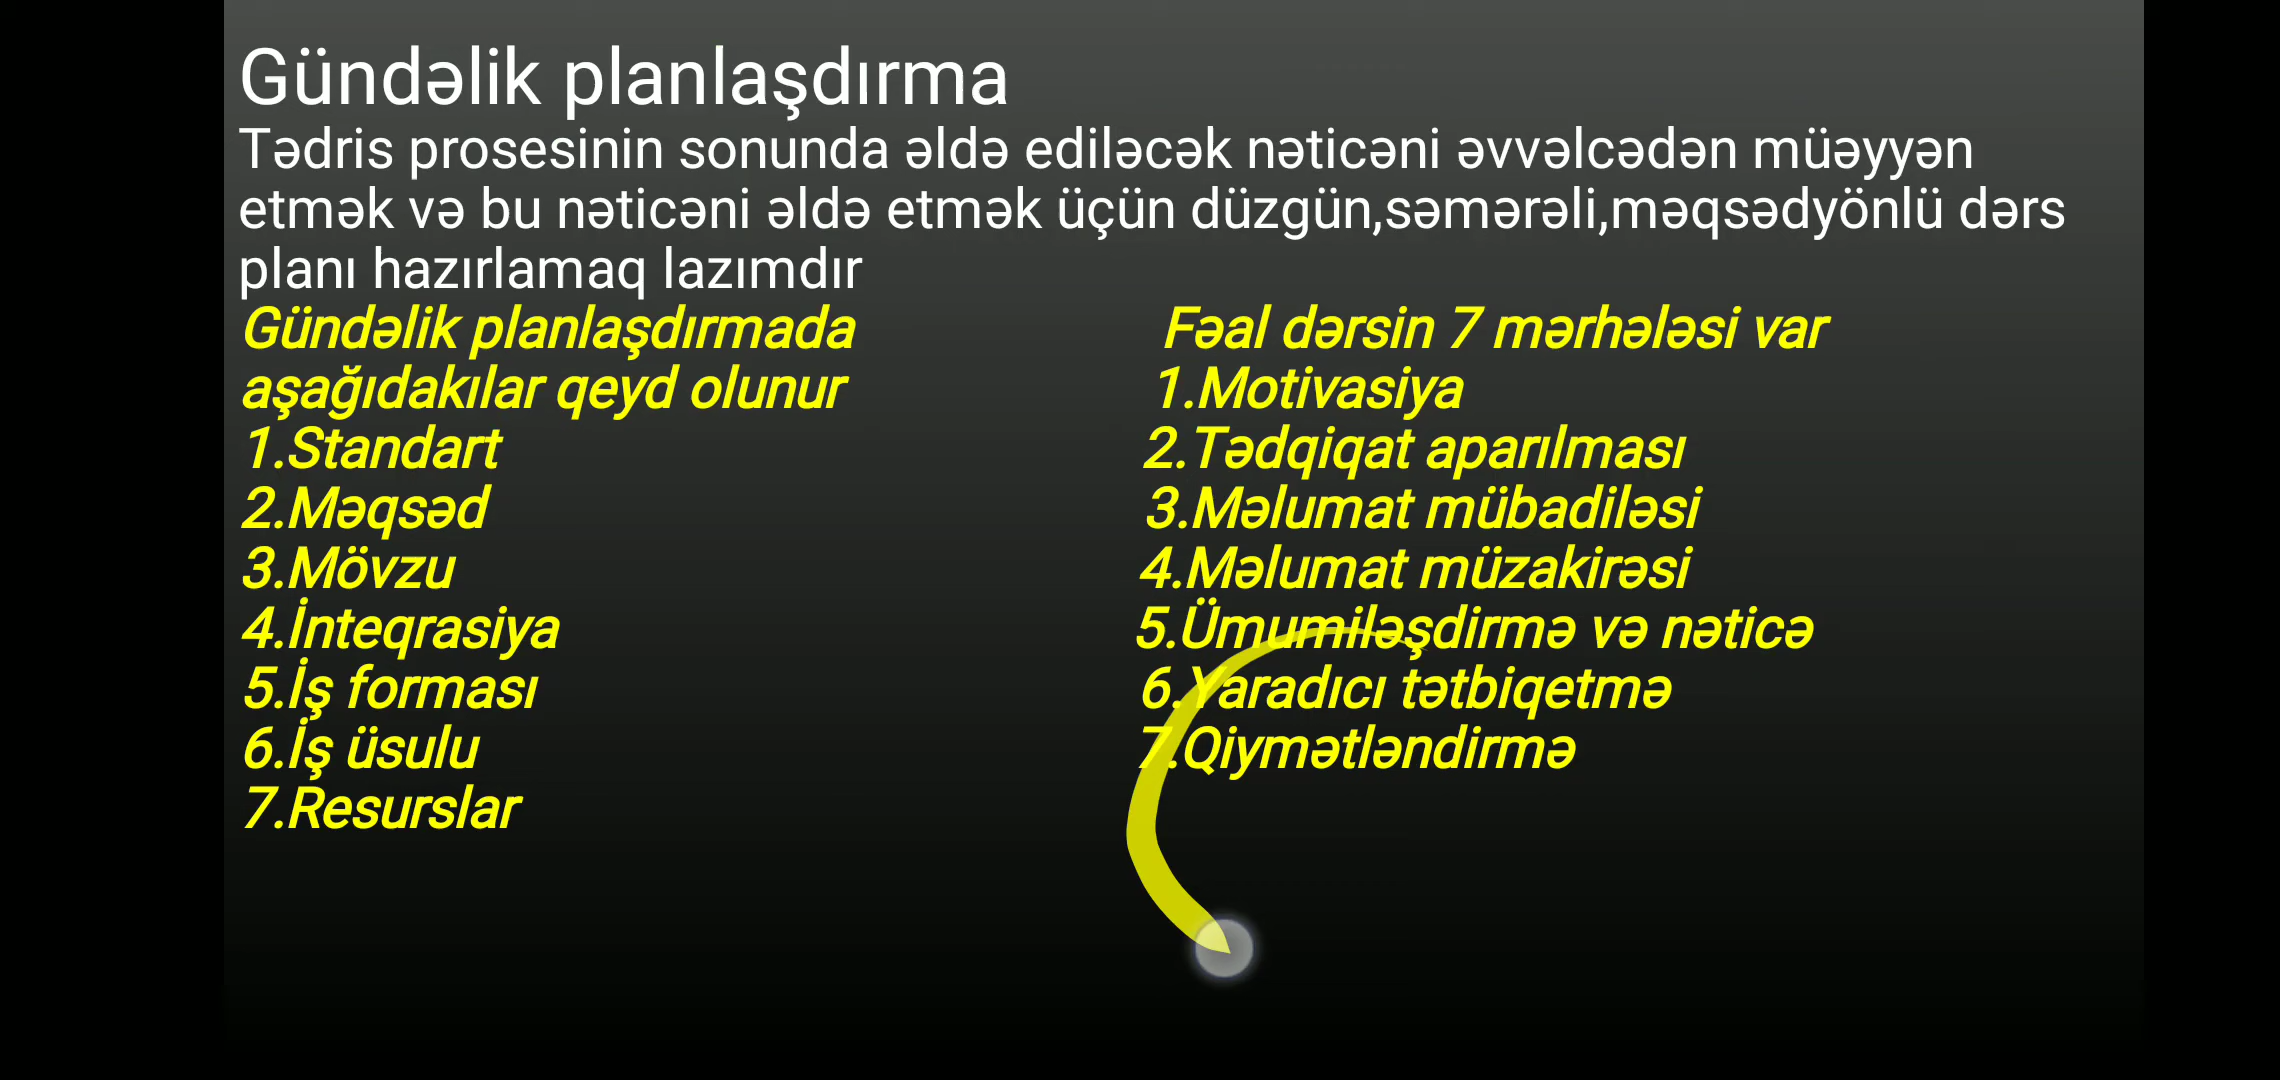 Gündəlik planlaşdırma
Tədris prosesinin sonunda əldə ediləcək nəticəni əvvəlcədən müəyyən
etmək və bu nəticəni əldə etmək üçün düzgün,səmərəli,məqsədyönlü dərs
planı hazırlamaq lazımdır
Gündəlik planlaşdırmada
aşağıdakılar qeyd olunur
1.Standart
2.Məqsəd
3.Mövzu
4.İnteqrasiya
5.İş forması
6.İş üsulu
7.Resurslar
Fəal dərsin 7 mərhələsi var
1.Motivasiya
2.Tədqiqat aparılması
3.Məlumat mübadiləsi
4.Məlumat müzakirəsi
5.Ümumiləşdirmə və nəticə
6.Yaradıcı tətbiqetmə
7.Qiymətləndirmə